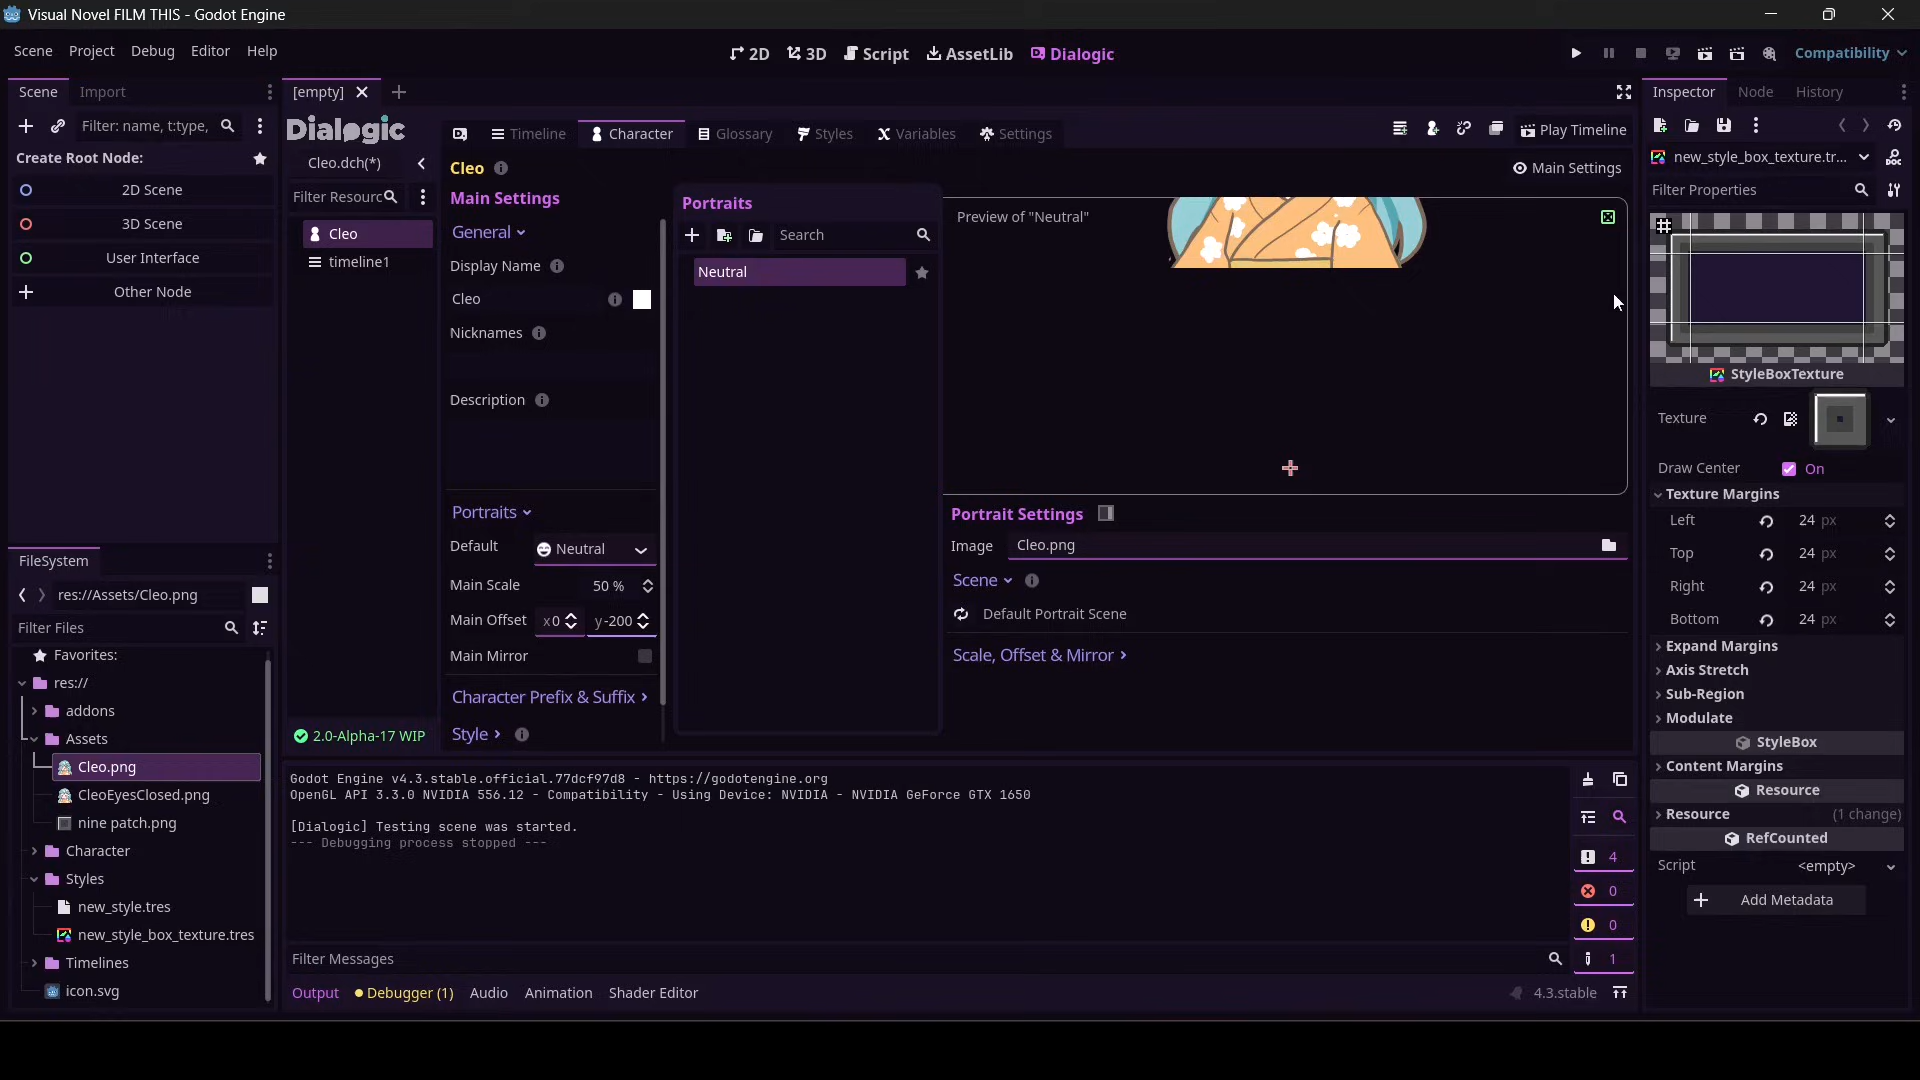 Visual Novel FILM THIS - Godot Engine
Scene Project Debug Editor Help
2D 3D Script AssetLib Dialogic
Compatibility
Scene Import
[empty]
Inspector Node History
Filter: name, t:type,
Create Root Node:
2D Scene
3D Scene
User Interface
Other Node
Dialogic
Timeline Character Glossary Styles Variables Settings
Play Timeline
Cleo.dch(*)
Filter Resourc
Cleo
timeline1
2.0-Alpha-17 WIP
Cleo
Main Settings
Main Settings
General
Display Name
Cleo
Nicknames
Description
Portraits
Default Neutral
Main Scale 50 %
Main Offset x 0 y -200
Main Mirror
Character Prefix & Suffix
Style
Portraits
Search
Neutral
Preview of "Neutral"
Portrait Settings
Image Cleo.png
Scene
Default Portrait Scene
Scale, Offset & Mirror
new_style_box_texture.tr...
Filter Properties
StyleBoxTexture
Texture
Draw Center On
Texture Margins
Left 24 px
Top 24 px
Right 24 px
Bottom 24 px
Expand Margins
Axis Stretch
Sub-Region
Modulate
StyleBox
Content Margins
Resource
Resource (1 change)
RefCounted
Script <empty>
Add Metadata
FileSystem
res://Assets/Cleo.png
Filter Files
Favorites:
res://
addons
Assets
Cleo.png
CleoEyesClosed.png
nine patch.png
Character
Styles
new_style.tres
new_style_box_texture.tres
Timelines
icon.svg
Godot Engine v4.3.stable.official.77dcf97d8 - https://godotengine.org
OpenGL API 3.3.0 NVIDIA 556.12 - Compatibility - Using Device: NVIDIA - NVIDIA GeForce GTX 1650
[Dialogic] Testing scene was started.
--- Debugging process stopped ---
4
0
0
1
Filter Messages
Output Debugger (1) Audio Animation Shader Editor
4.3.stable